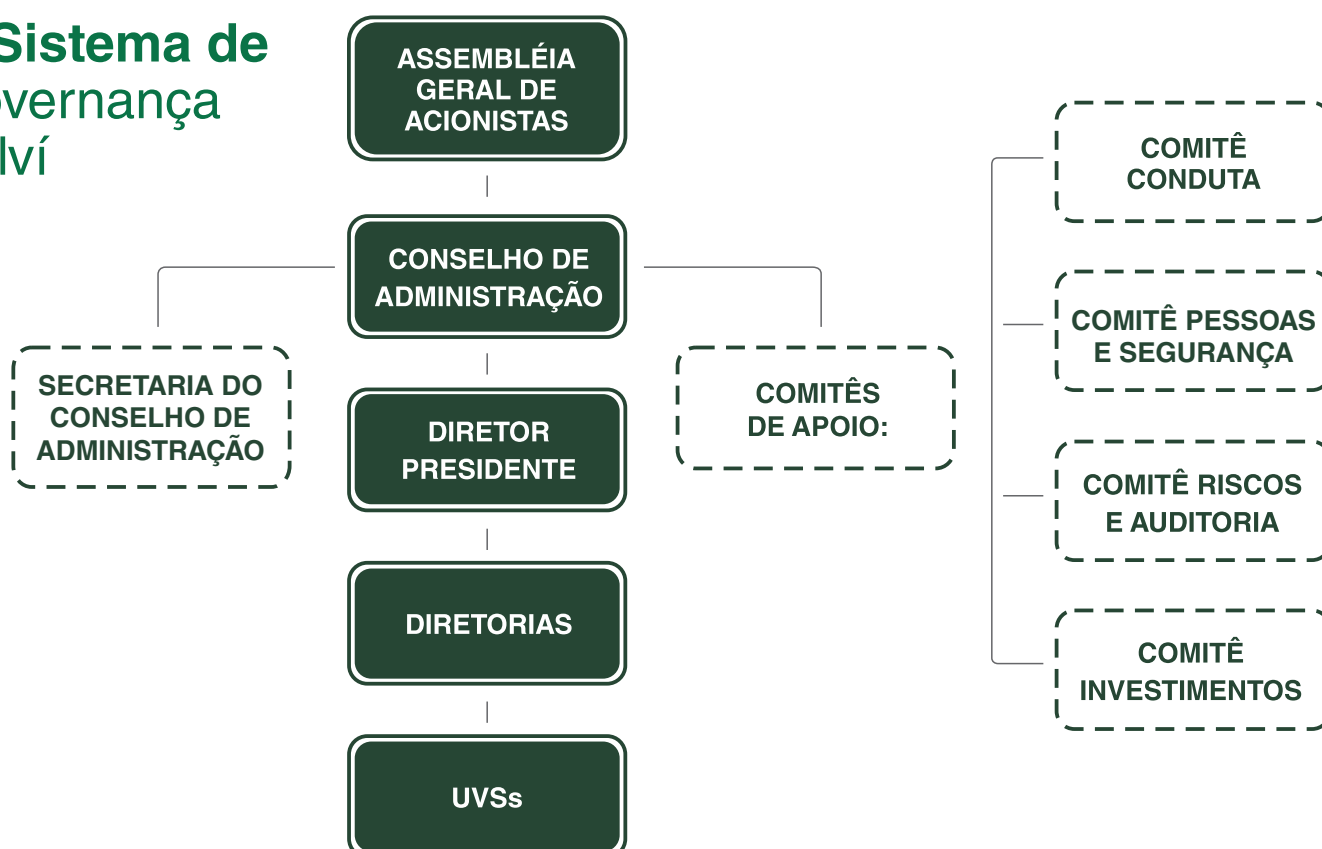 Sistema de
vernança
lví
ASSEMBLÉIA
GERAL DE
ACIONISTAS
CONSELHO DE
ADMINISTRAÇÃO
SECRETARIA DO
CONSELHO DE
ADMINISTRAÇÃO
COMITÊS
DE APOIO:
DIRETOR
PRESIDENTE
DIRETORIAS
UVSs
COMITÊ
CONDUTA
COMITÊ PESSOAS
E SEGURANÇA
COMITÊ RISCOS
E AUDITORIA
COMITÊ
INVESTIMENTOS